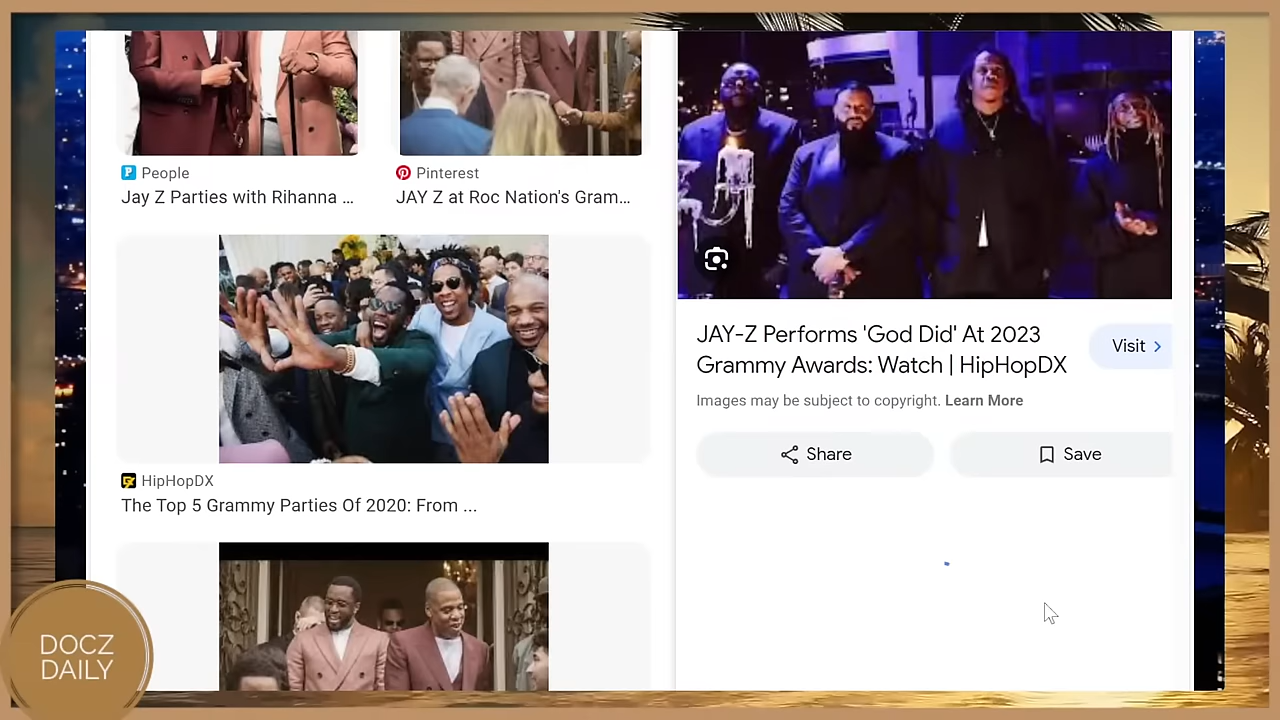 People
Jay Z Parties with Rihanna ...
Pinterest
JAY Z at Roc Nation's Gram...
HipHopDX
The Top 5 Grammy Parties Of 2020: From ...
JAY-Z Performs 'God Did' At 2023
Grammy Awards: Watch | HipHopDX
Visit
Images may be subject to copyright. Learn More
Share
Save
DOCZ
DAILY